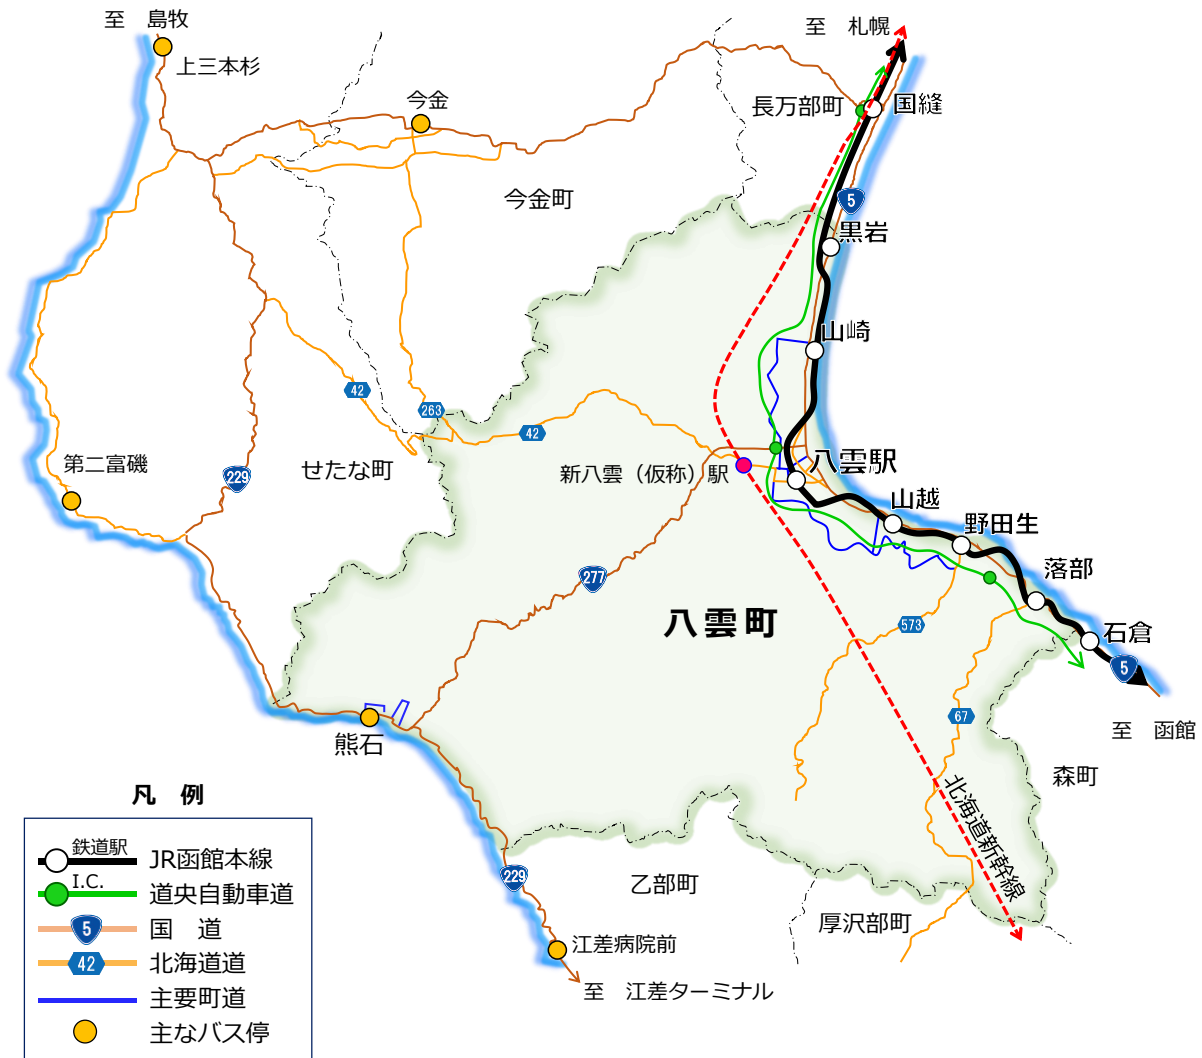 至　島牧
上三本杉
今金
至　札幌
長万部町
国縫
今金町
5
黒岩
山崎
42
263
42
第二富磯
229
せたな町
新八雲（仮称）駅
八雲駅
山越
野田生
277
落部
八雲町
573
石倉
5
67
至　函館
熊石
森町
北海道新幹線
229
乙部町
厚沢部町
江差病院前
至　江差ターミナル
凡　例
鉄道駅
JR函館本線
I.C.
道央自動車道
5
国　道
42
北海道道
主要町道
主なバス停